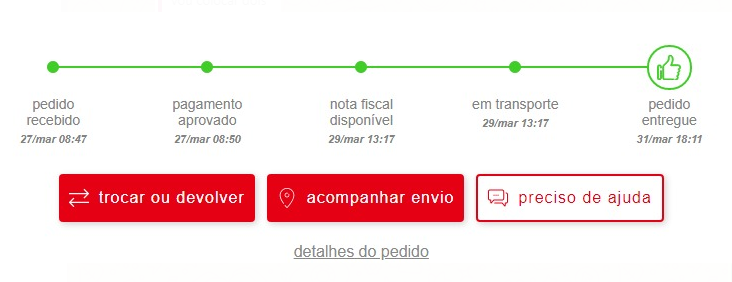 pedido
recebido
27/mar 08:47
pagamento
aprovado
27/mar 08:50
nota fiscal
disponível
29/mar 13:17
em transporte
29/mar 13:17
pedido
entregue
31/mar 18:11
trocar ou devolver
acompanhar envio
preciso de ajuda
detalhes do pedido